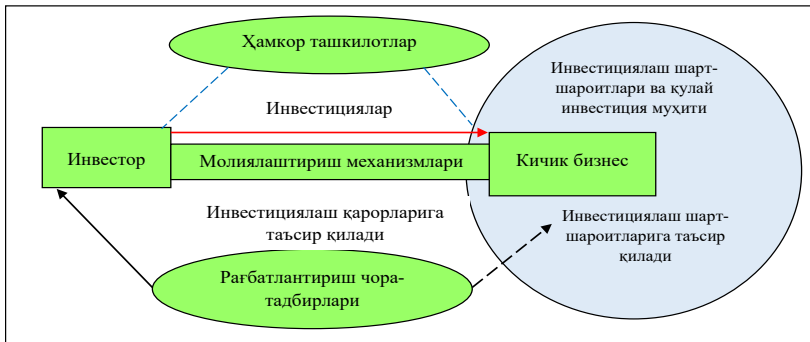 Ҳамкор ташкилотлар
Инвестициялаш шарт-
шароитлари ва қулай
инвестиция муҳити
Инвестициялар
Инвестор
Молиялаштириш механизмлари
Кичик бизнес
Инвестициялаш қарорларига
таъсир қилади
Инвестициялаш шарт-
шароитларига таъсир
қилади
Рағбатлантириш чора-
тадбирлари